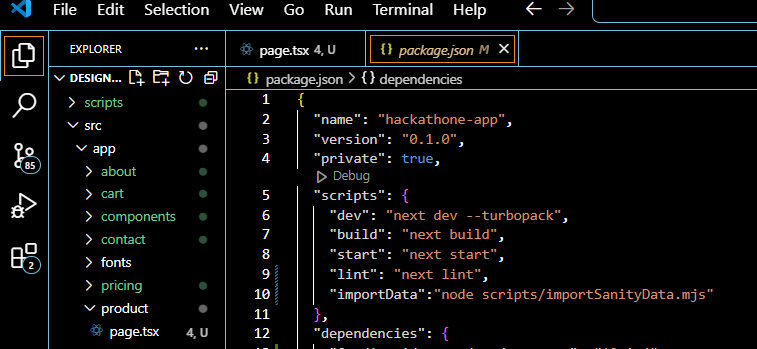 File Edit Selection View Go Run Terminal Help
EXPLORER
page.tsx 4, U
{} package.json M
DESIGN...
{} package.json > {} dependencies
scripts
src
app
about
cart
components
contact
fonts
pricing
product
page.tsx 4, U
85
2
1 {
2 "name": "hackathone-app",
3 "version": "0.1.0",
4 "private": true,
Debug
5 "scripts": {
6 "dev": "next dev --turbopack",
7 "build": "next build",
8 "start": "next start",
9 "lint": "next lint",
10 "importData":"node scripts/importSanityData.mjs"
11 },
12 "dependencies": {